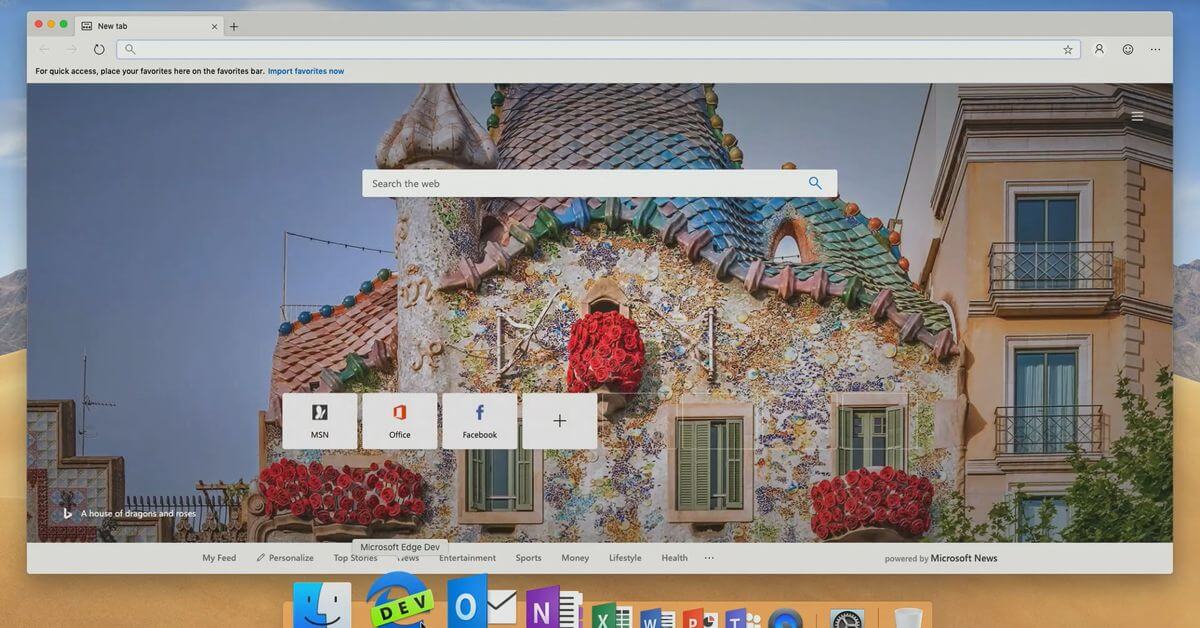 New tab
For quick access, place your favorites here on the favorites bar. Import favorites now
Search the web
MSN Office Facebook
A house of dragons and roses
Microsoft Edge Dev
My Feed Personalize Top Stories News Entertainment Sports Money Lifestyle Health ... powered by Microsoft News
DEV
O N X W P T